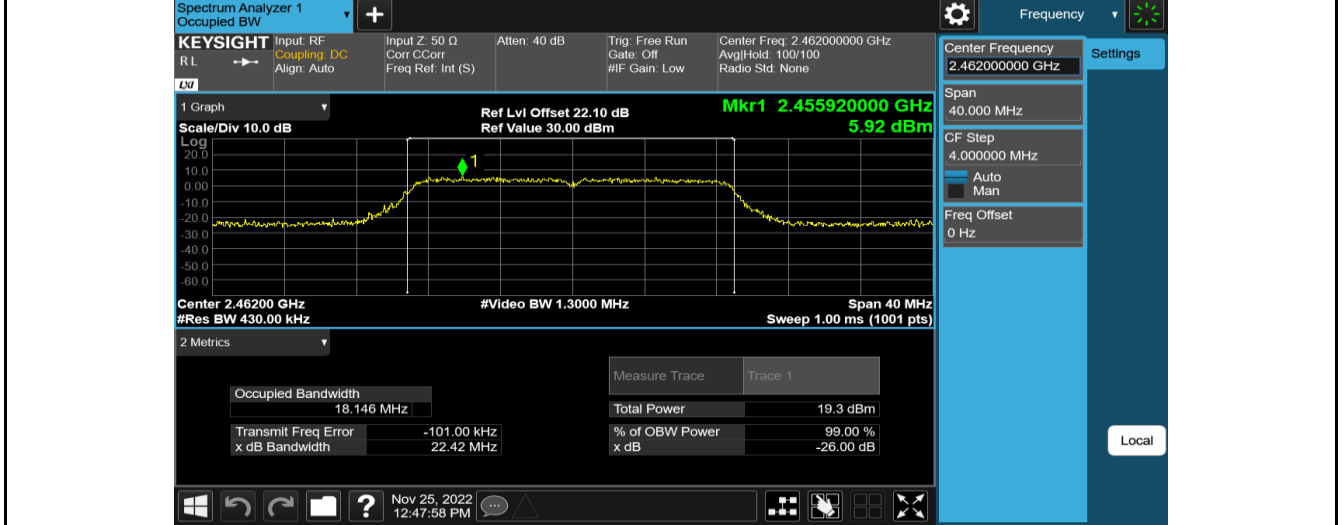 Spectrum Analyzer 1
Occupied BW
Frequency
KEYSIGHT
R L
LXI
Input: RF
Coupling: DC
Align: Auto
Input Z: 50 Ω
Corr CCorr
Freq Ref: Int (S)
Atten: 40 dB
Trig: Free Run
Gate: Off
#IF Gain: Low
Center Freq: 2.462000000 GHz
Avg|Hold: 100/100
Radio Std: None
1 Graph
Scale/Div 10.0 dB
Ref Lvl Offset 22.10 dB
Ref Value 30.00 dBm
Mkr1 2.455920000 GHz
5.92 dBm
Log
20.0
10.0
0.00
-10.0
-20.0
-30.0
-40.0
-50.0
-60.0
1
Center 2.46200 GHz
#Res BW 430.00 kHz
#Video BW 1.3000 MHz
Span 40 MHz
Sweep 1.00 ms (1001 pts)
2 Metrics
Measure Trace Trace 1
Occupied Bandwidth
18.146 MHz
Total Power 19.3 dBm
Transmit Freq Error -101.00 kHz
% of OBW Power 99.00 %
x dB Bandwidth 22.42 MHz
x dB -26.00 dB
Center Frequency
2.462000000 GHz
Settings
Span
40.000 MHz
CF Step
4.000000 MHz
Auto
Man
Freq Offset
0 Hz
Local
?
Nov 25, 2022
12:47:58 PM